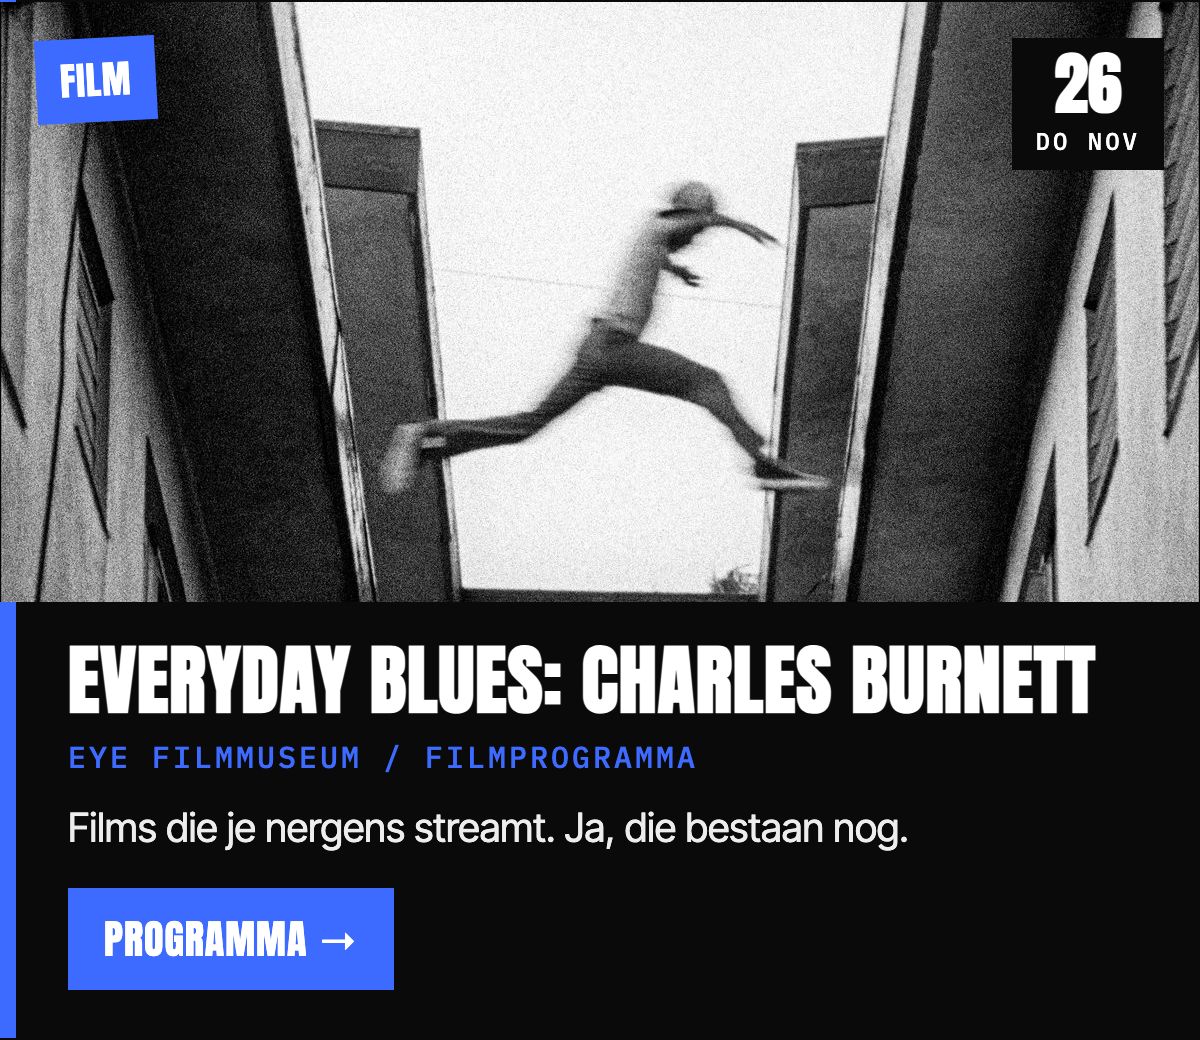 FILM
26
DO NOV
EVERYDAY BLUES: CHARLES BURNETT
EYE FILMMUSEUM / FILMPROGRAMMA
Films die je nergens streamt. Ja, die bestaan nog.
PROGRAMMA →